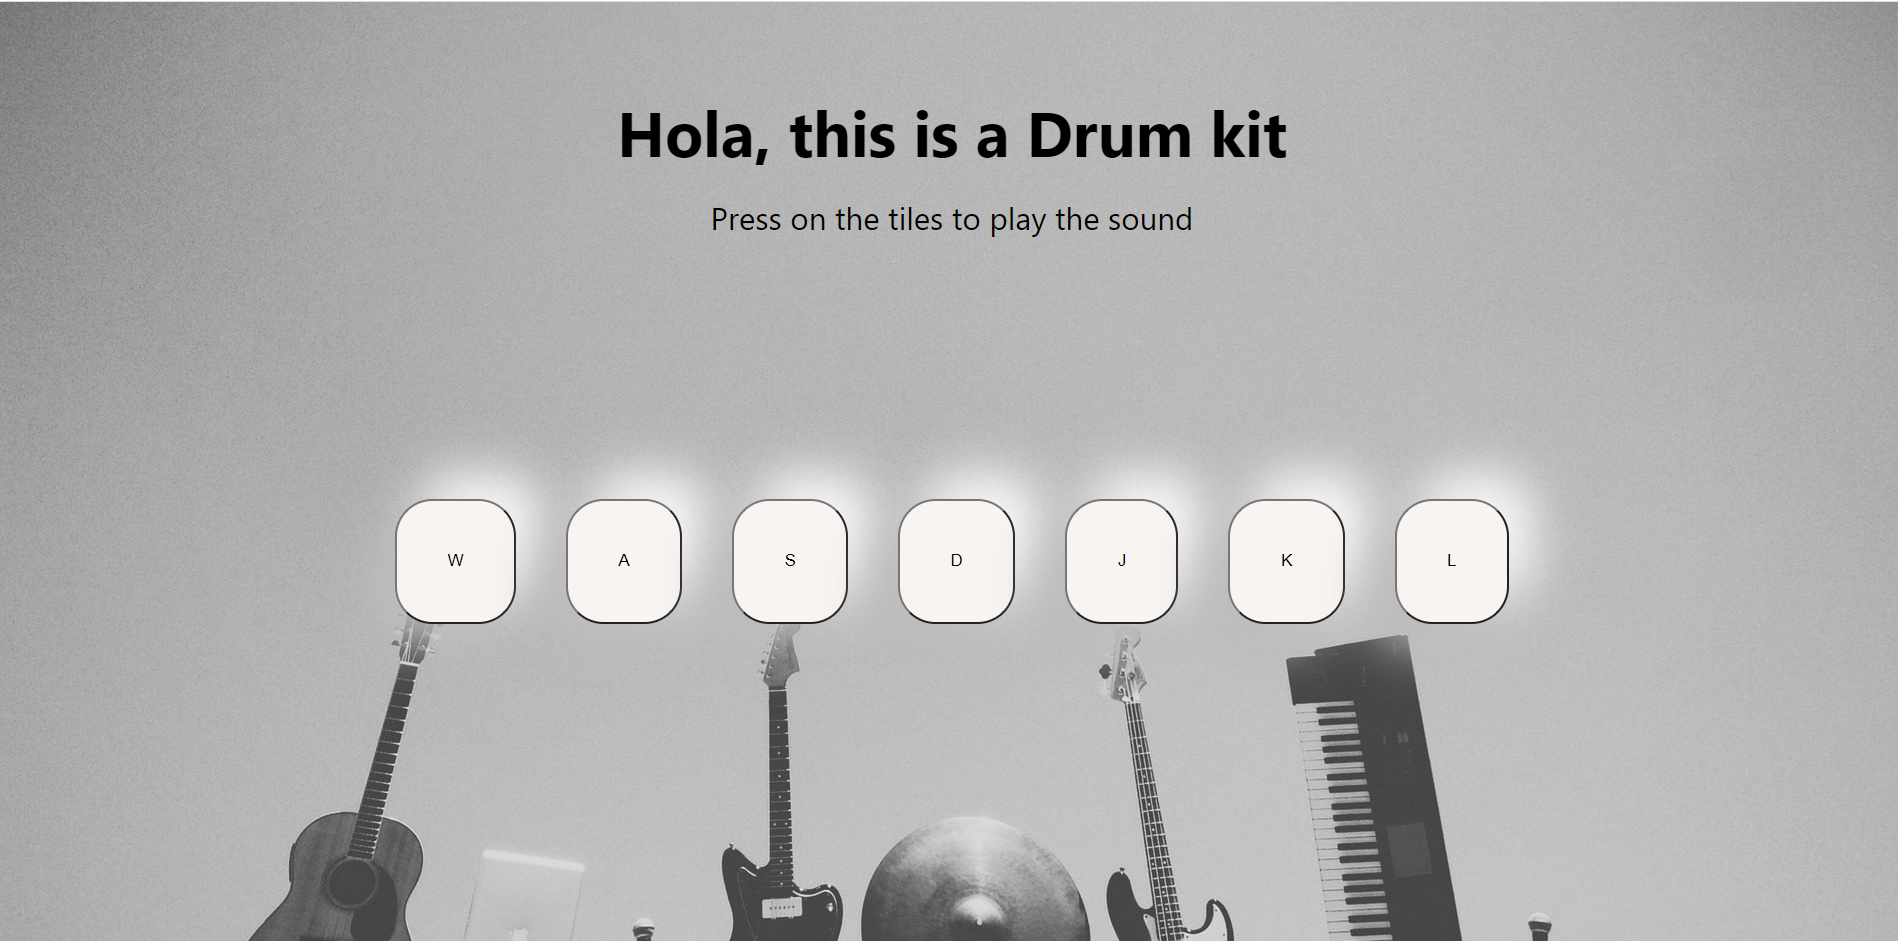 Hola, this is a Drum kit
Press on the tiles to play the sound
W A S D J K L